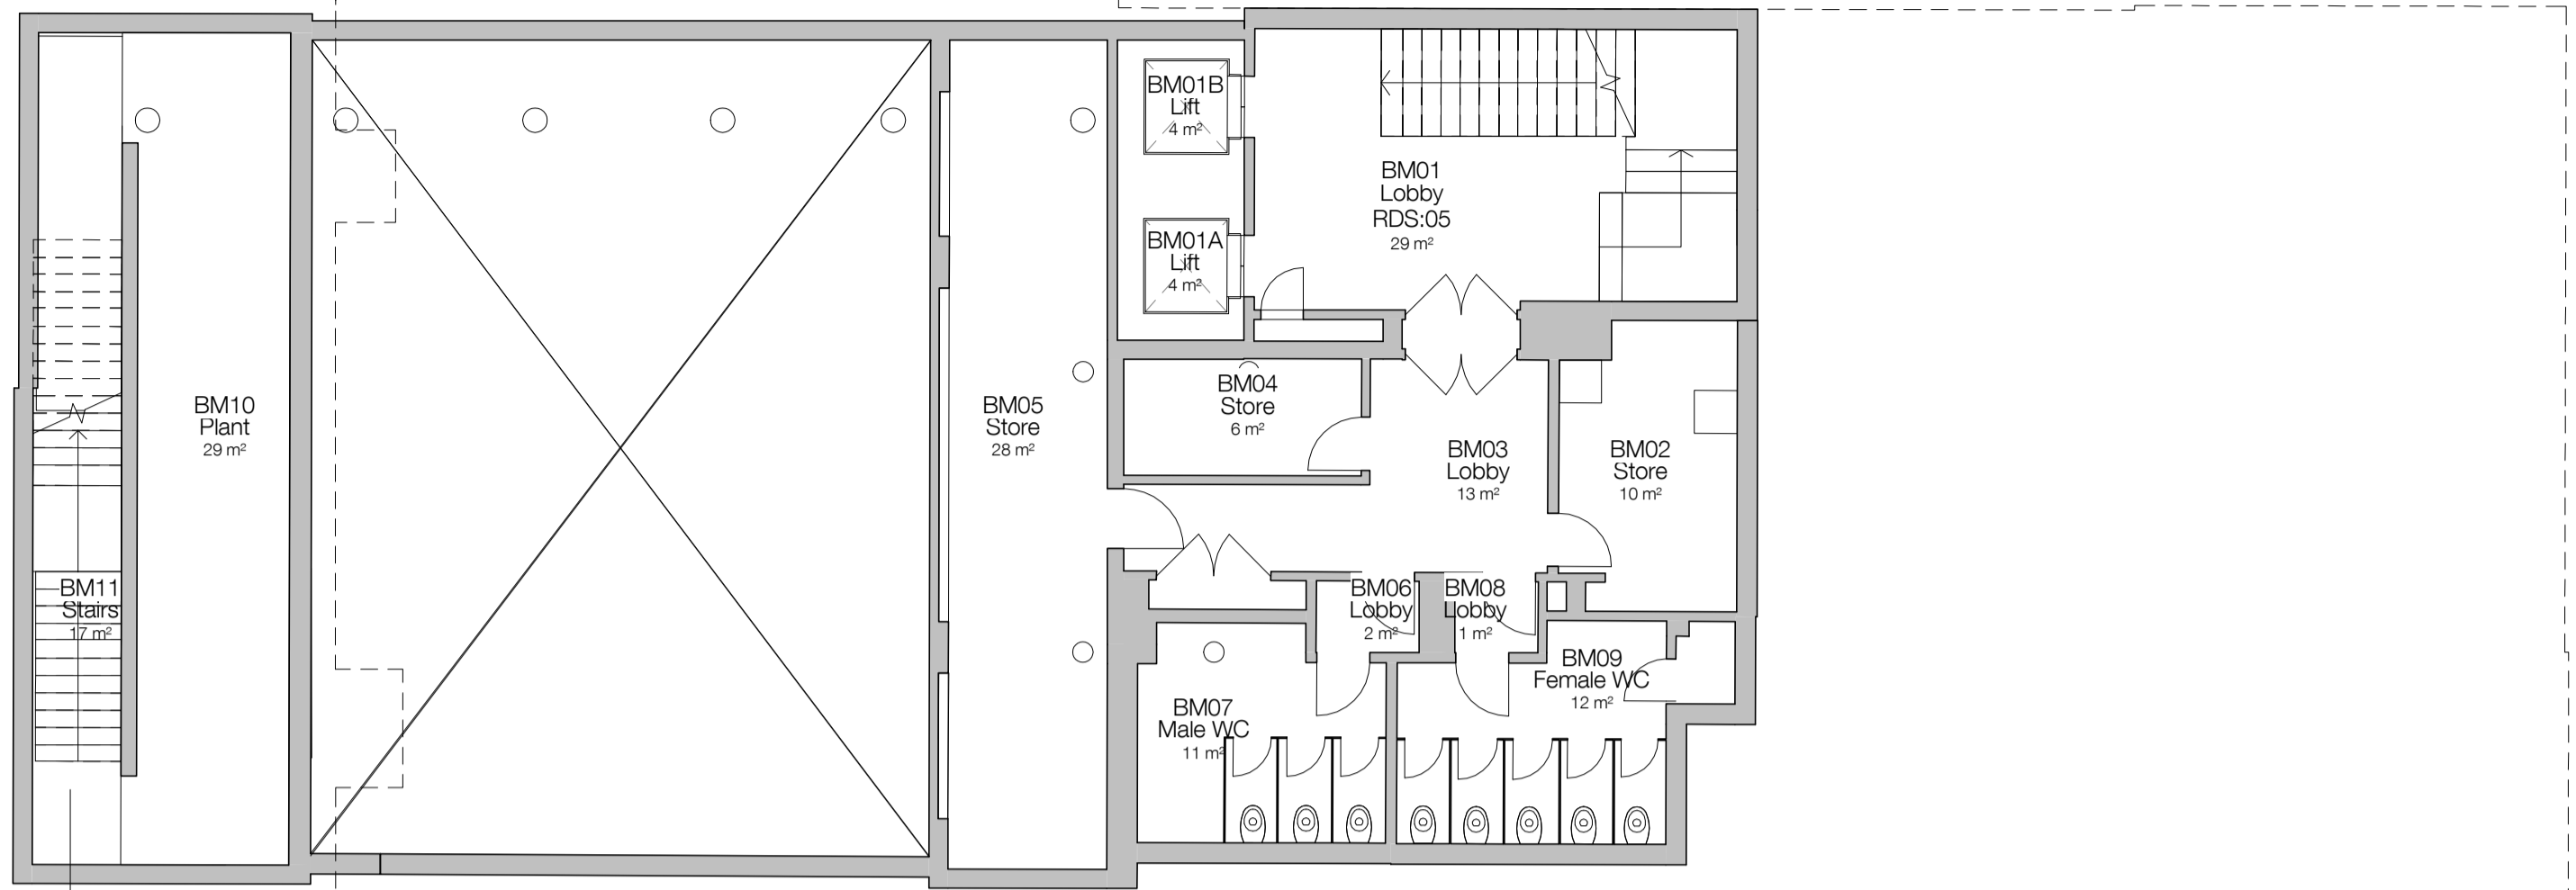 BM01B
Lift
4 m²
BM01
Lobby
RDS:05
29 m²
BM01A
Lift
4 m²
BM10
Plant
29 m²
BM05
Store
28 m²
BM04
Store
6 m²
BM03
Lobby
13 m²
BM02
Store
10 m²
BM11
Stairs
17 m²
BM06
Lobby
2 m²
BM08
Lobby
1 m²
BM09
Female WC
12 m²
BM07
Male WC
11 m²